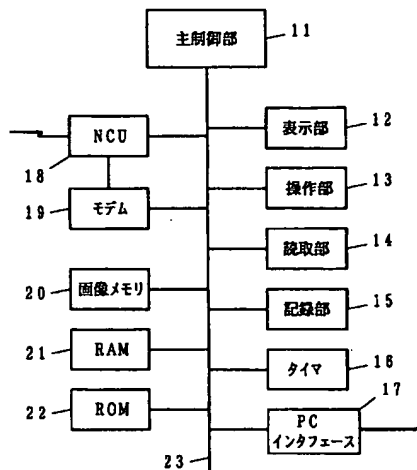 主制御部
11
NCU
18
表示部
12
モデム
19
操作部
13
読取部
14
画像メモリ
20
記録部
15
RAM
21
タイマ
16
ROM
22
PC
インタフェース
17
23